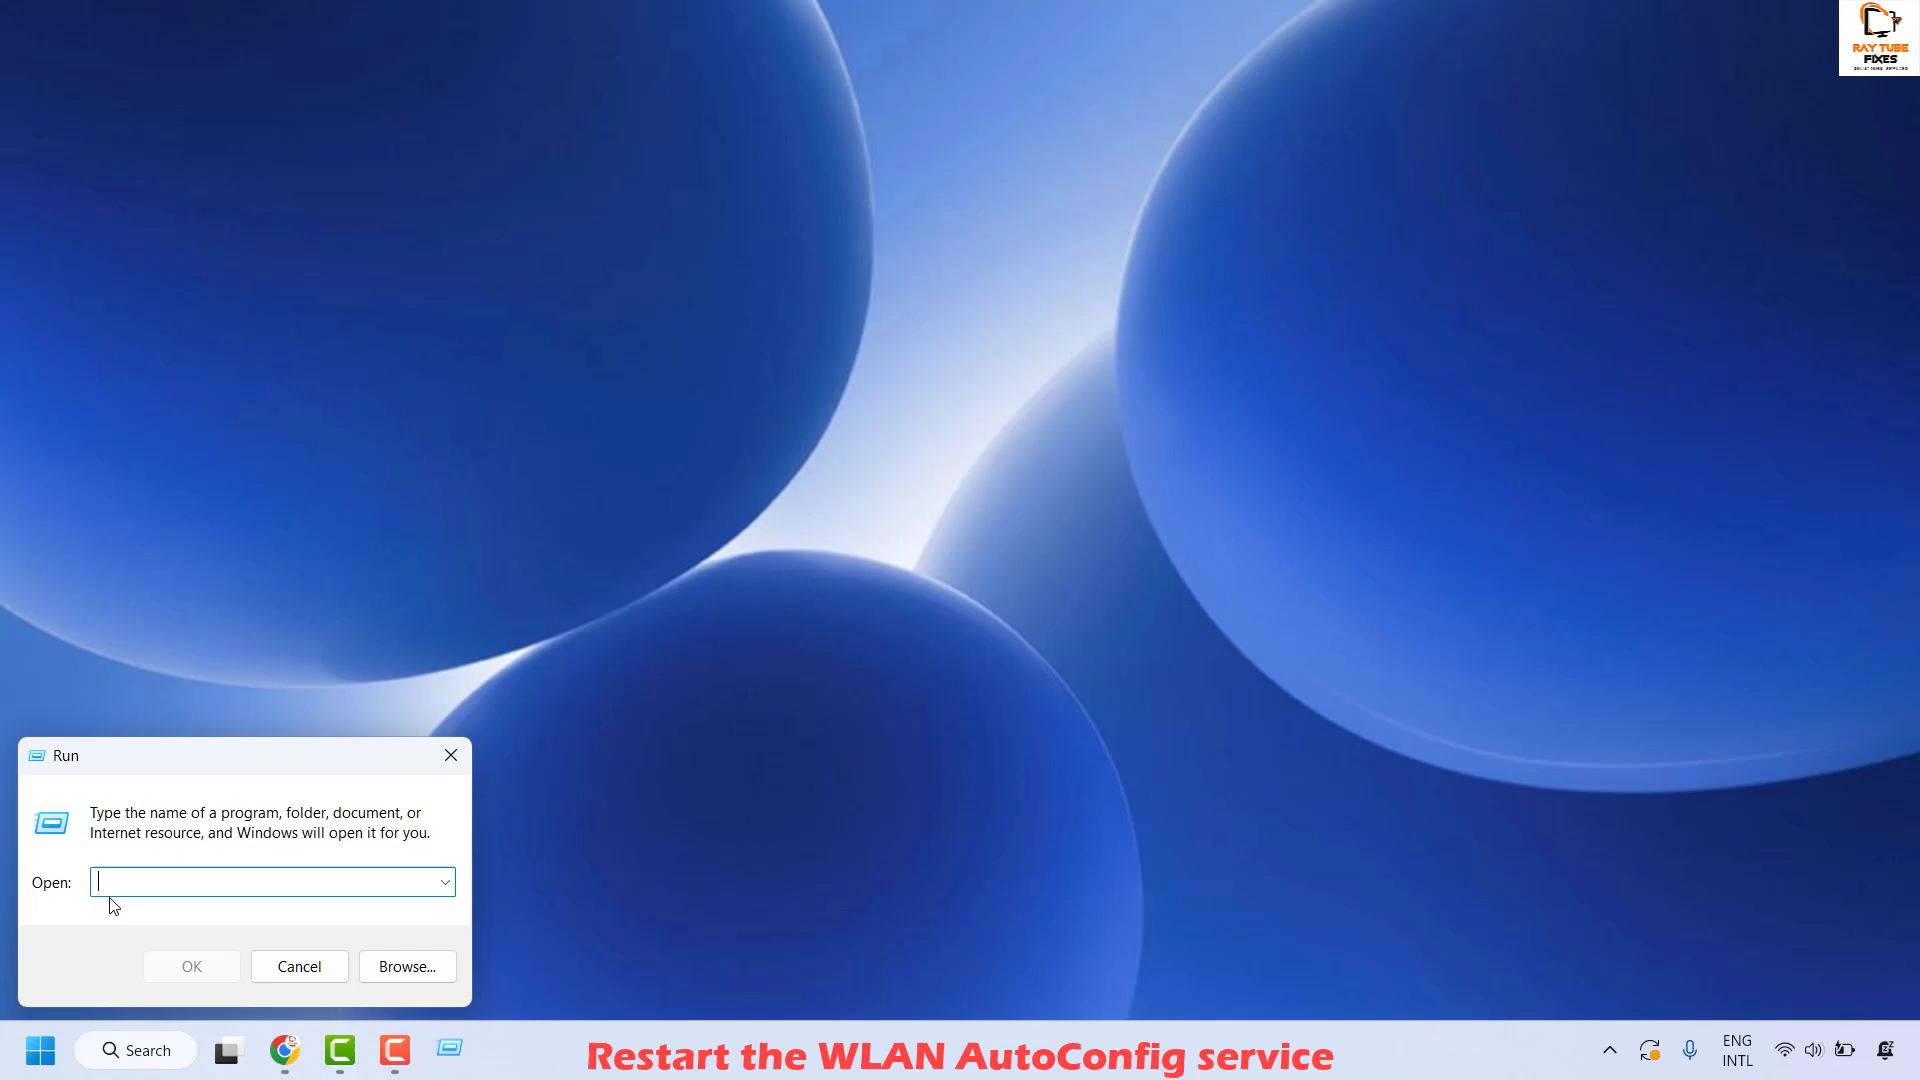 RAY TUBE
FIXES
Run
Type the name of a program, folder, document, or
Internet resource, and Windows will open it for you.
Open:
OK
Cancel
Browse...
Search
Restart the WLAN AutoConfig service
ENG
INTL